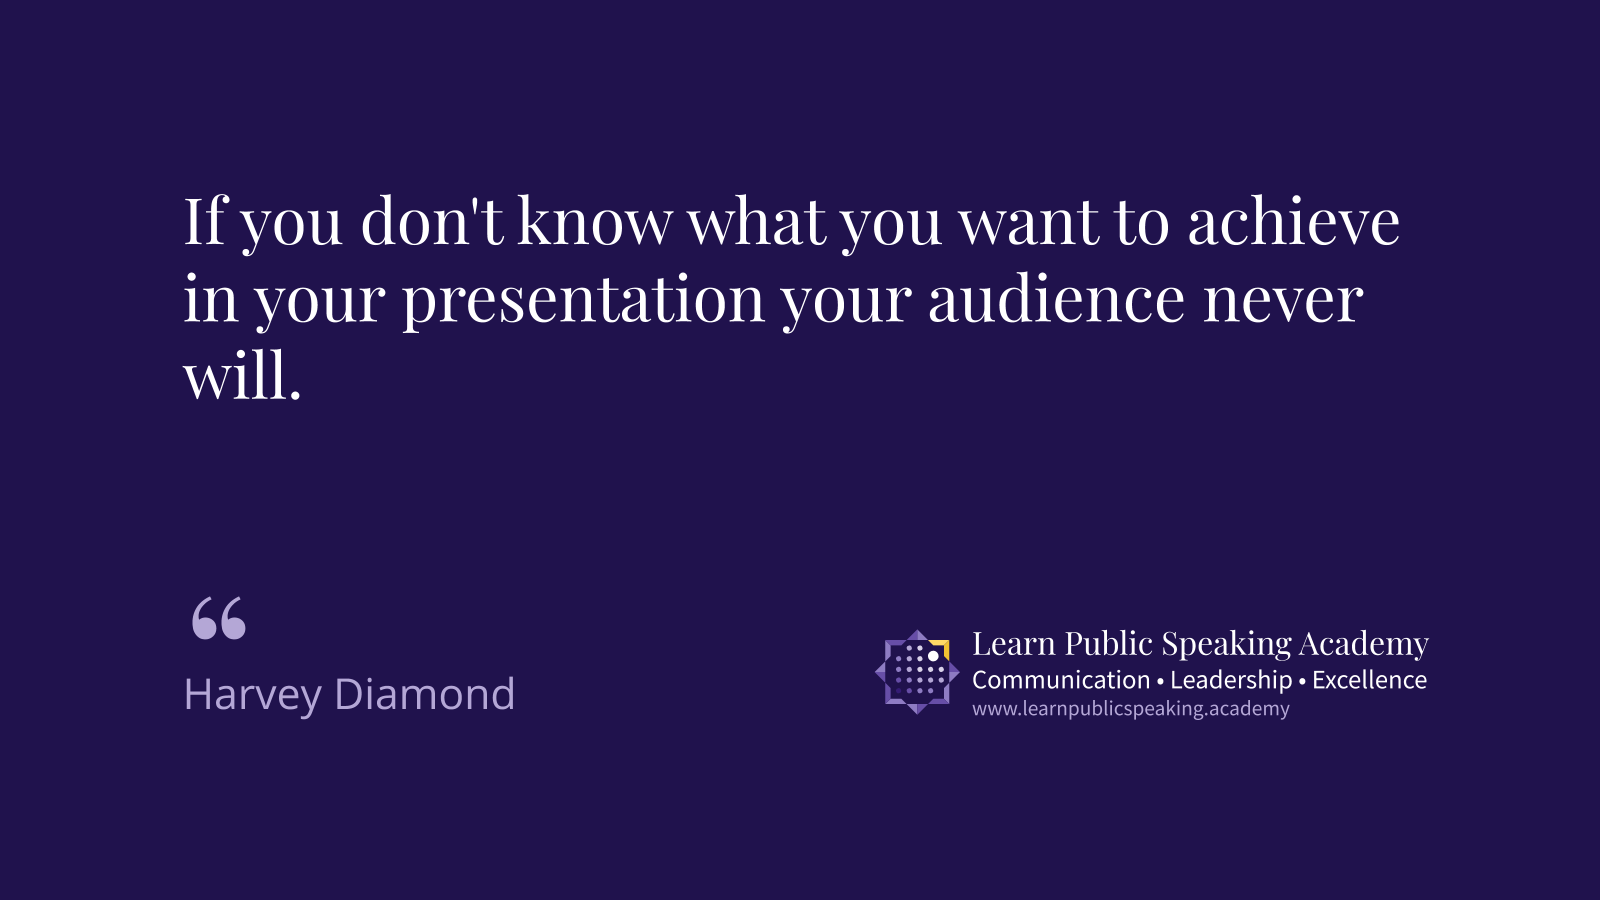 If you don't know what you want to achieve
in your presentation your audience never
will.
“
Harvey Diamond
Learn Public Speaking Academy
Communication • Leadership • Excellence
www.learnpublicspeaking.academy